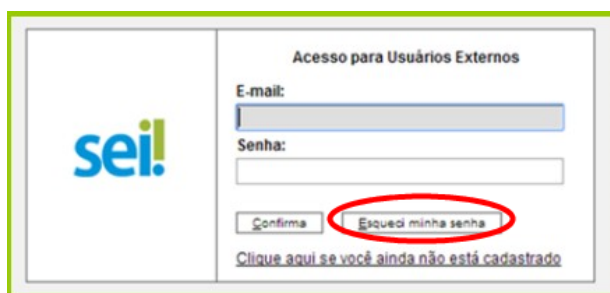 Acesso para Usuários Externos
E-mail:
sei!
Senha:
Confirma
Esqueci minha senha
Clique aqui se você ainda não está cadastrado